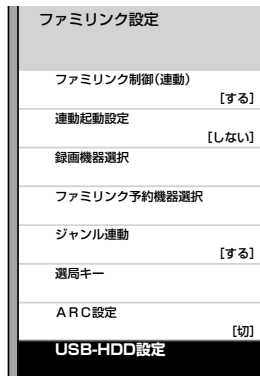 ファミリンク設定
ファミリンク制御(連動)
[する]
連動起動設定
[しない]
録画機器選択
ファミリンク予約機器選択
ジャンル連動
[する]
選局キー
ARC設定
[切]
USB-HDD設定